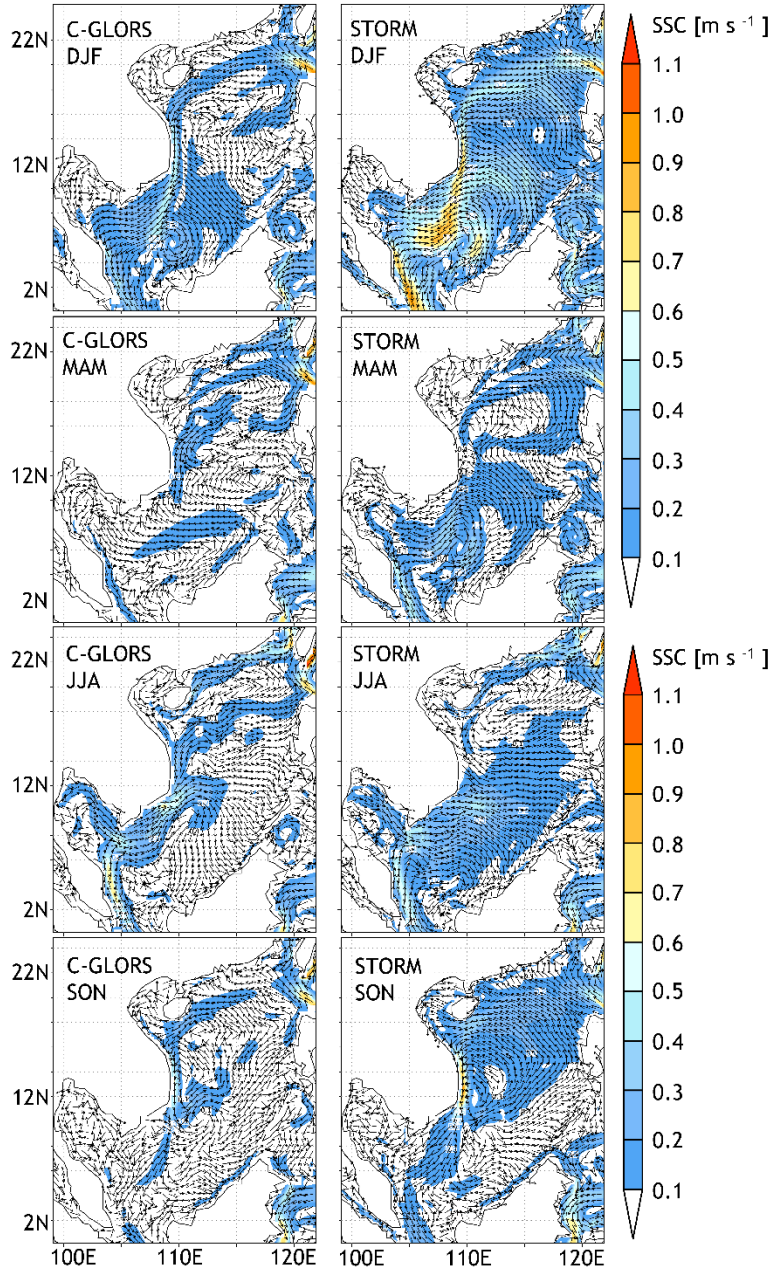 C-GLORS
DJF
STORM
DJF
SSC [m s -1]
22N
12N
2N
1.1
1.0
0.9
0.8
0.7
0.6
0.5
0.4
0.3
0.2
0.1
C-GLORS
MAM
STORM
MAM
22N
12N
2N
C-GLORS
JJA
STORM
JJA
SSC [m s -1]
22N
12N
2N
1.1
1.0
0.9
0.8
0.7
0.6
0.5
0.4
0.3
0.2
0.1
C-GLORS
SON
STORM
SON
22N
12N
2N
100E 110E 120E 100E 110E 120E